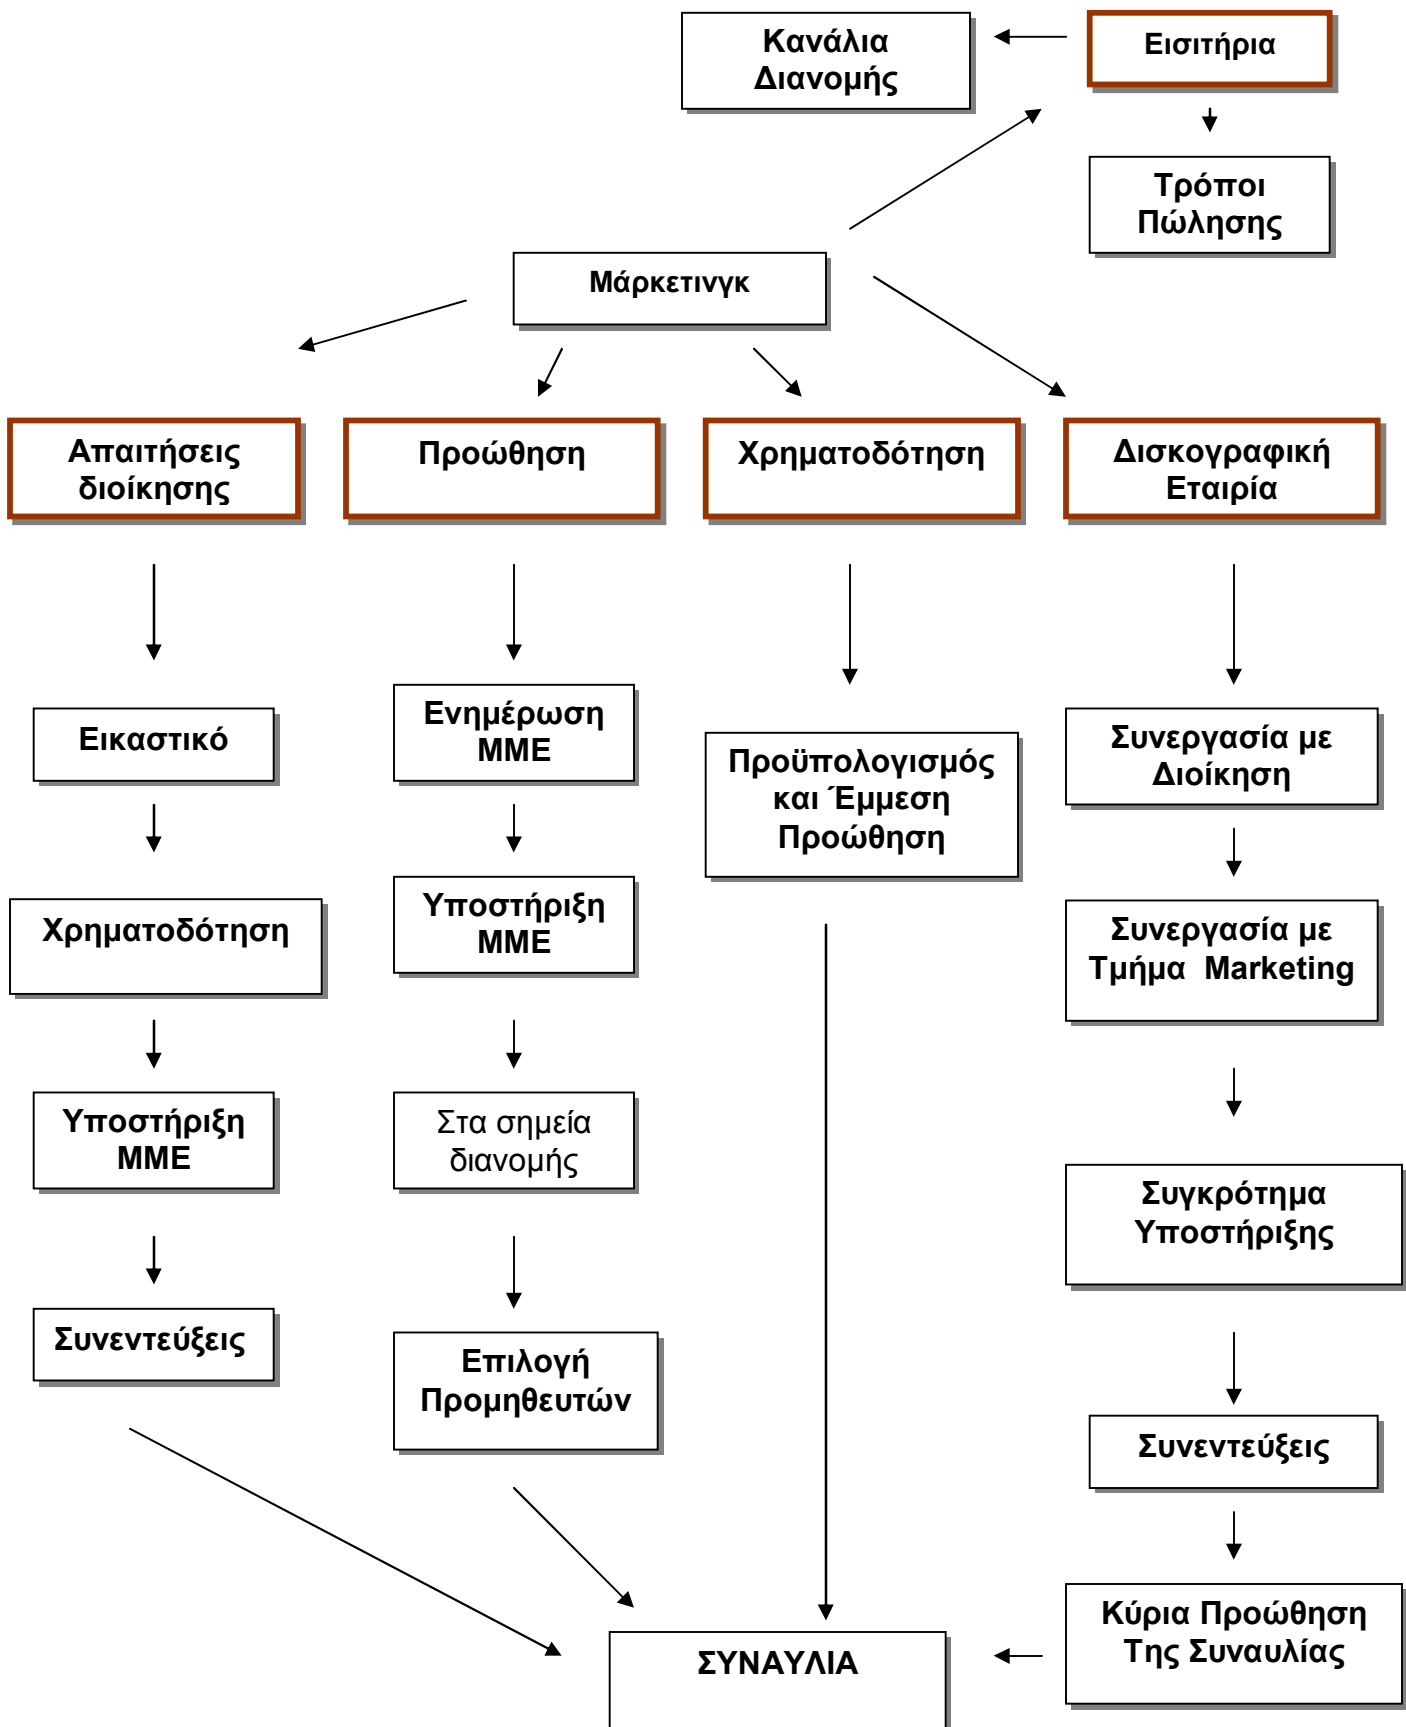 Κανάλια
Διανομής
Εισιτήρια
Τρόποι
Πώλησης
Μάρκετινγκ
Απαιτήσεις
διοίκησης
Προώθηση
Χρηματοδότηση
Δισκογραφική
Εταιρία
Εικαστικό
Χρηματοδότηση
Υποστήριξη
ΜΜΕ
Συνεντεύξεις
Ενημέρωση
ΜΜΕ
Υποστήριξη
ΜΜΕ
Στα σημεία
διανομής
Επιλογή
Προμηθευτών
Προϋπολογισμός
και Έμμεση
Προώθηση
Συνεργασία με
Διοίκηση
Συνεργασία με
Τμήμα Marketing
Συγκρότημα
Υποστήριξης
Συνεντεύξεις
Κύρια Προώθηση
Της Συναυλίας
ΣΥΝΑΥΛΙΑ